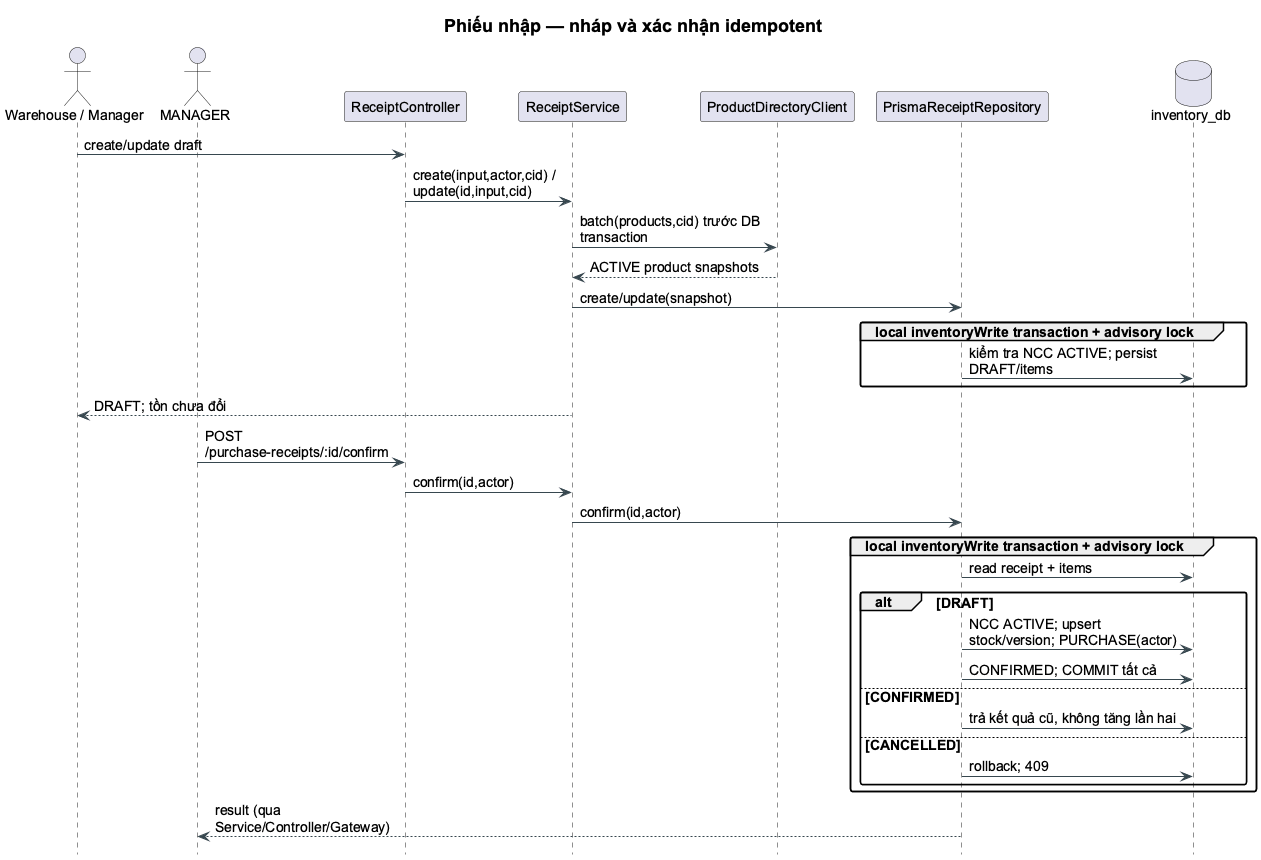 Phiếu nhập — nháp và xác nhận idempotent
Warehouse / Manager
MANAGER
ReceiptController
ReceiptService
ProductDirectoryClient
PrismaReceiptRepository
inventory_db
create/update draft
create(input,actor,cid) /
update(id,input,cid)
batch(products,cid) trước DB
transaction
ACTIVE product snapshots
create/update(snapshot)
local inventoryWrite transaction + advisory lock
kiểm tra NCC ACTIVE; persist
DRAFT/items
DRAFT; tồn chưa đổi
POST
/purchase-receipts/:id/confirm
confirm(id,actor)
confirm(id,actor)
local inventoryWrite transaction + advisory lock
read receipt + items
alt [DRAFT]
NCC ACTIVE; upsert
stock/version; PURCHASE(actor)
CONFIRMED; COMMIT tất cả
[CONFIRMED]
trả kết quả cũ, không tăng lần hai
[CANCELLED]
rollback; 409
result (qua
Service/Controller/Gateway)